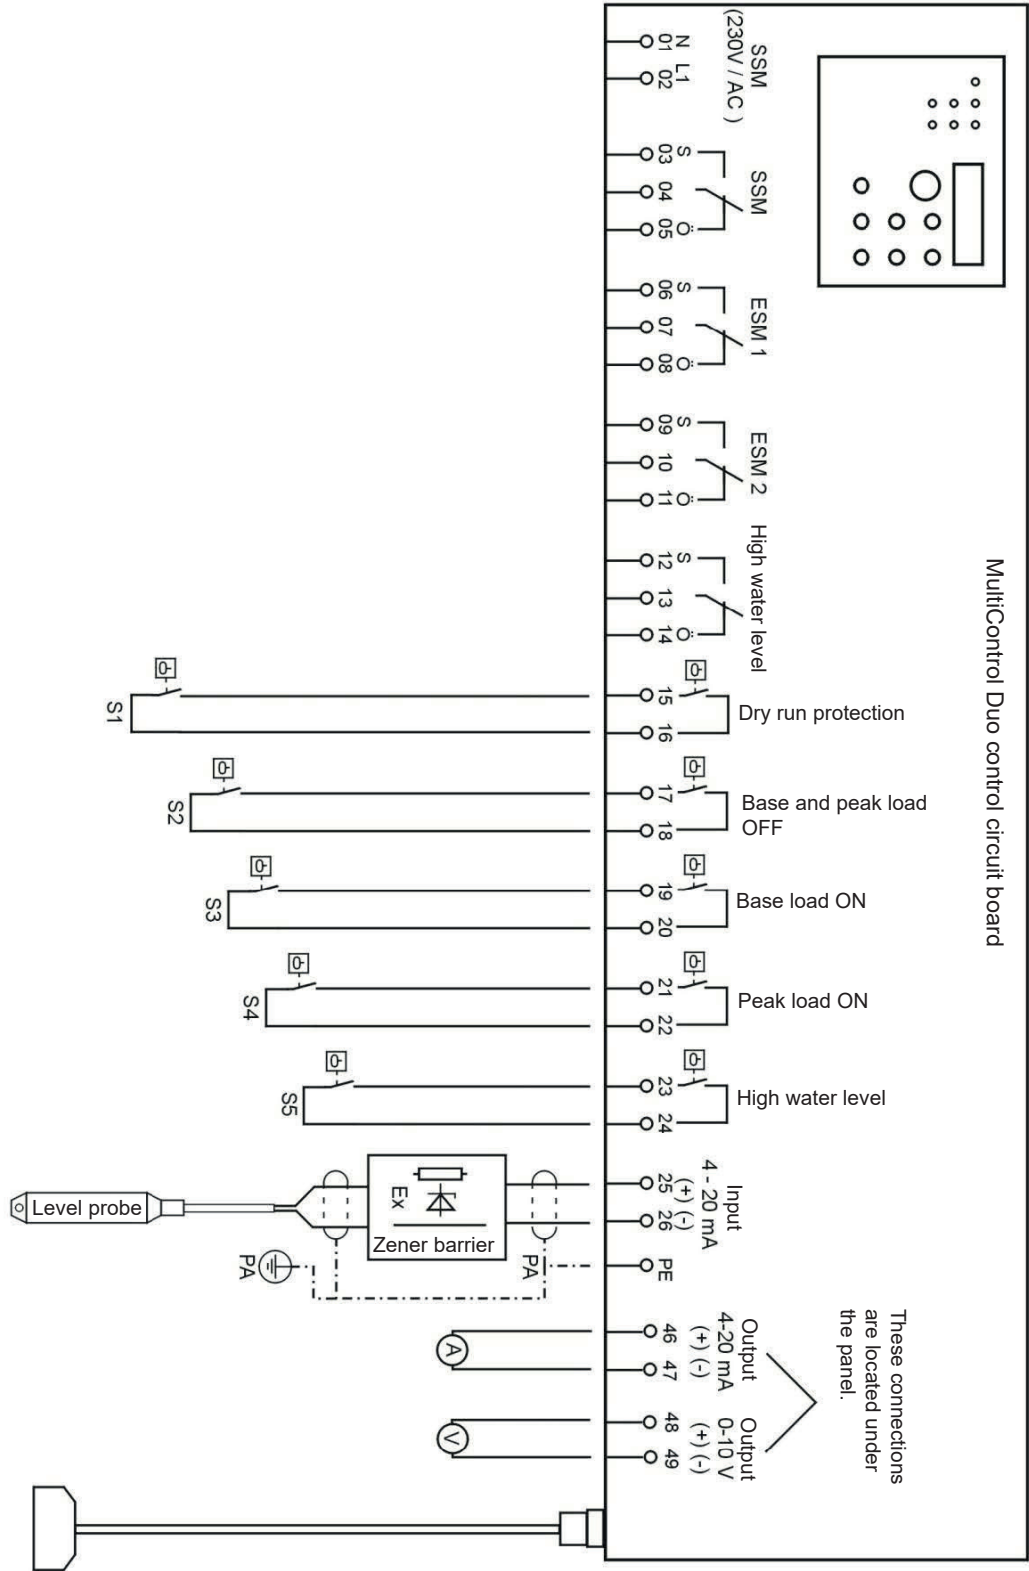 MultiControl Duo control circuit board
SSM
(230V / AC )
N
L1
01
02
SSM
S
Ö
03
04
05
ESM 1
S
Ö
06
07
08
ESM 2
S
Ö
09
10
11
High water level
S
Ö
12
13
14
Dry run protection
15
16
S1
Base and peak load
OFF
17
18
S2
Base load ON
19
20
S3
Peak load ON
21
22
S4
High water level
23
24
S5
Input
4 - 20 mA
(+) (-)
25
26
PE
Ex
Zener barrier
Level probe
PA
PA
These connections
are located under
the panel.
Output
4-20 mA
(+) (-)
46
47
A
Output
0-10 V
(+) (-)
48
49
V